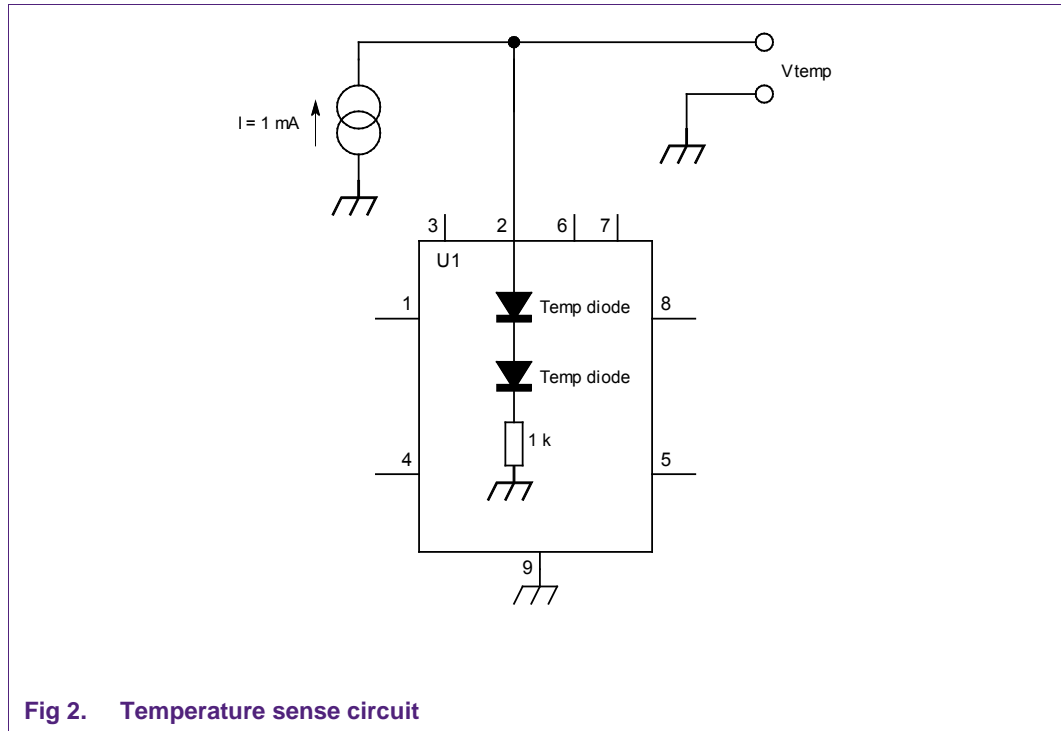 Vtemp
I = 1 mA
3 2 6 7
U1
1 Temp diode 8
Temp diode
1 k
4 5
9
Fig 2. Temperature sense circuit